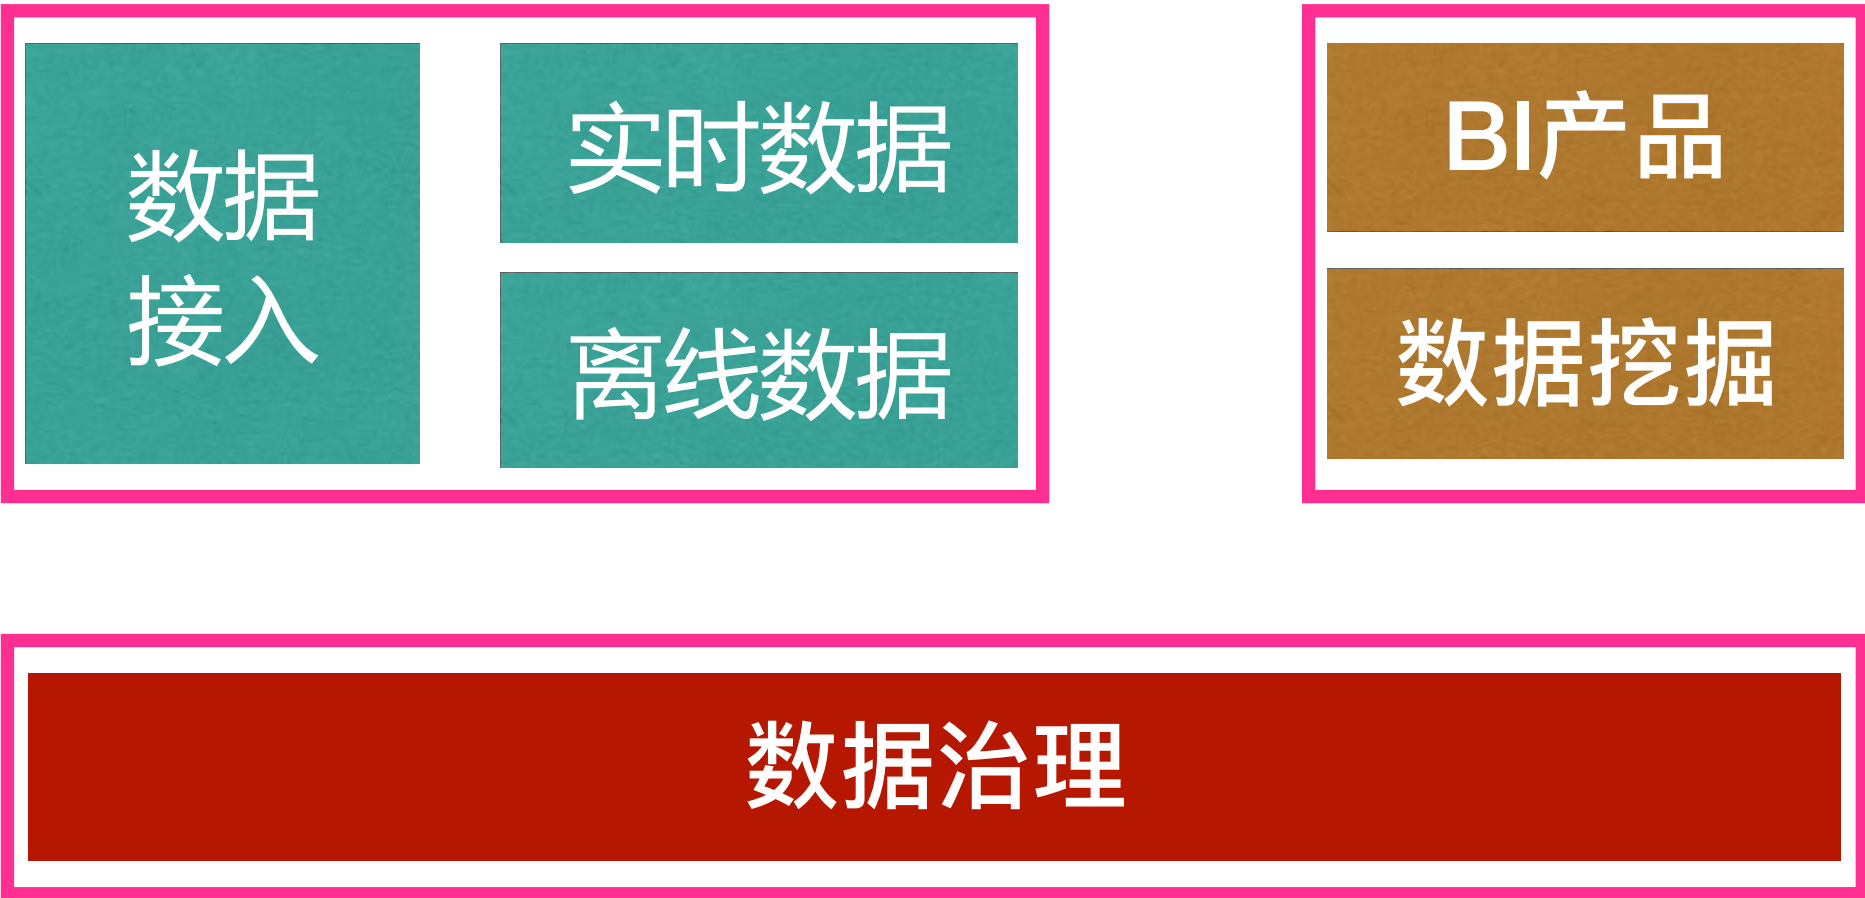 数据
接入
实时数据
离线数据
BI产品
数据挖掘
数据治理